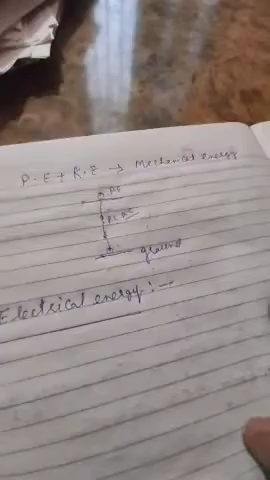 P.E + K.E → Mechanical energy
P.E
ground
Electrical energy :-